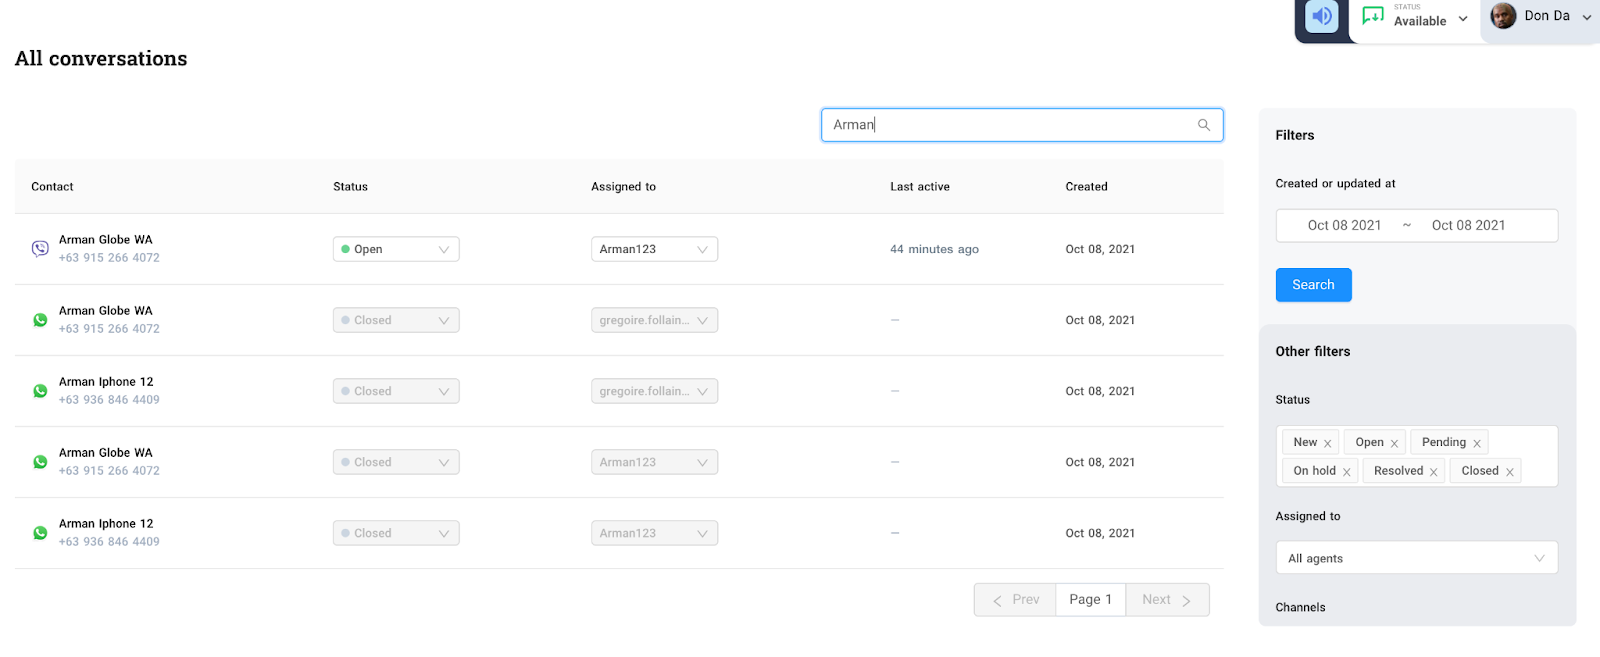 STATUS
Available
Don Da
All conversations
Arman
Contact Status Assigned to Last active Created
Arman Globe WA
+63 915 266 4072
Open Arman123 44 minutes ago Oct 08, 2021
Arman Globe WA
+63 915 266 4072
Closed gregoire.follain... – Oct 08, 2021
Arman Iphone 12
+63 936 846 4409
Closed gregoire.follain... – Oct 08, 2021
Arman Globe WA
+63 915 266 4072
Closed Arman123 – Oct 08, 2021
Arman Iphone 12
+63 936 846 4409
Closed Arman123 – Oct 08, 2021
< Prev Page 1 Next >
Filters
Created or updated at
Oct 08 2021 ~ Oct 08 2021
Search
Other filters
Status
New × Open × Pending ×
On hold × Resolved × Closed ×
Assigned to
All agents
Channels